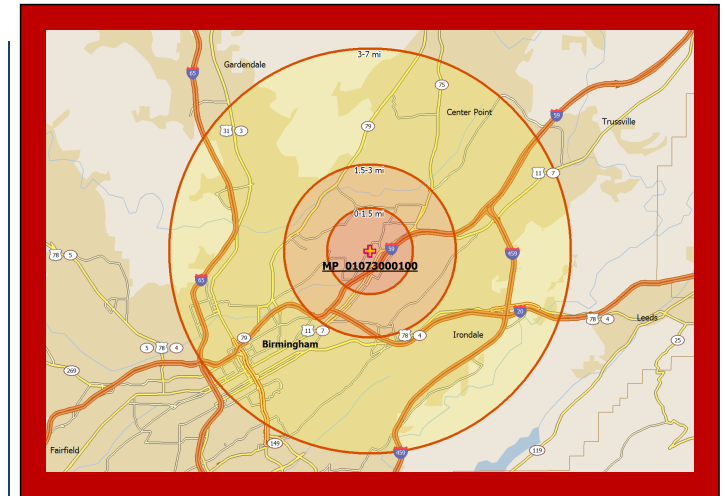 3-7 mi
Gardendale
65
75
Center Point
59
Trussville
79
31 3
1.5-3 mi
11 7
0-1.5 mi
59
MP_01073000100
78 5
459
65
20
78 4
Leeds
11 7
78 4
Irondale
79
25
Birmingham
5 78 4
269
149
119
Fairfield
459